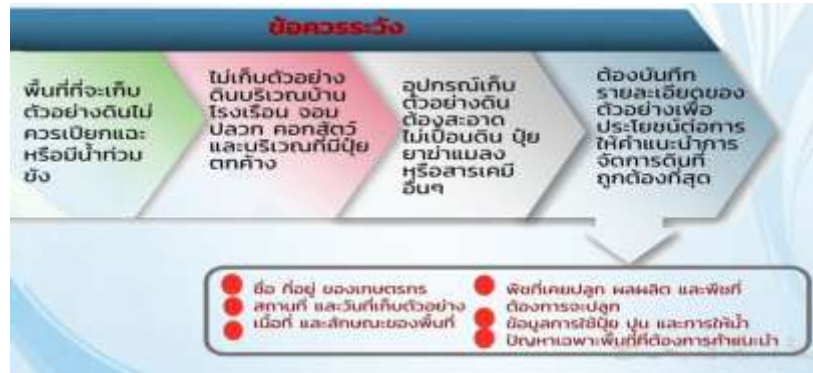 ข้อควรระวัง
พื้นที่ที่จะเก็บ
ตัวอย่างดินไม่
ควรเปียกแฉะ
หรือมีน้ำท่วม
ขัง
ไม่เก็บตัวอย่าง
ดินบริเวณบ้าน
โรงเรือน จอม
ปลวก คอกสัตว์
และบริเวณที่มีปุ๋ย
ตกค้าง
อุปกรณ์เก็บ
ตัวอย่างดิน
ต้องสะอาด
ไม่เปื้อนดิน ปุ๋ย
ยาฆ่าแมลง
หรือสารเคมี
อื่นๆ
ต้องบันทึก
รายละเอียดของ
ตัวอย่างเพื่อ
ประโยชน์ต่อการ
ให้คำแนะนำการ
จัดการดินที่
ถูกต้องที่สุด
ชื่อ ที่อยู่ ของเกษตรกร
สถานที่ และวันที่เก็บตัวอย่าง
เนื้อที่ และลักษณะของพื้นที่
พืชที่เคยปลูก ผลผลิต และพืชที่
ต้องการจะปลูก
ข้อมูลการใช้ปุ๋ย ปูน และการให้น้ำ
ปัญหาเฉพาะพื้นที่ที่ต้องการคำแนะนำ